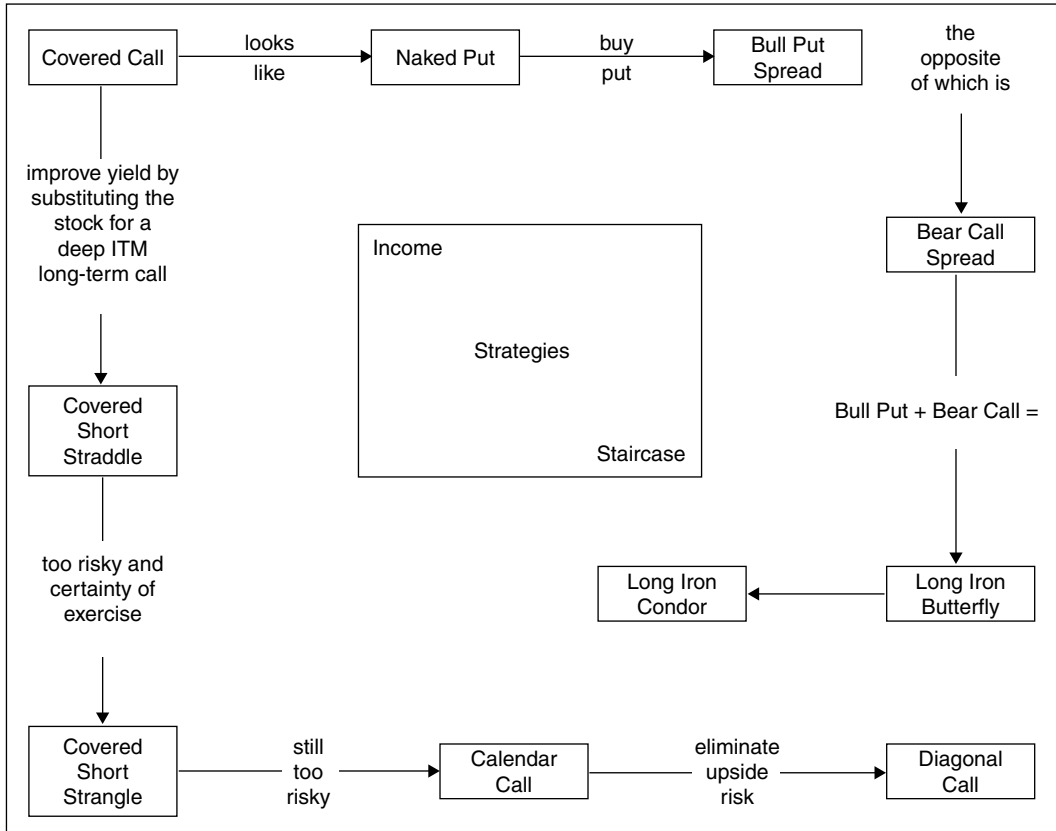 Covered Call
looks
like
Naked Put
buy
put
Bull Put
Spread
the
opposite
of which is
improve yield by
substituting the
stock for a
deep ITM
long-term call
Bear Call
Spread
Income
Strategies
Staircase
Covered
Short
Straddle
Bull Put + Bear Call =
too risky and
certainty of
exercise
Long Iron
Condor
Long Iron
Butterfly
Covered
Short
Strangle
still
too
risky
Calendar
Call
eliminate
upside
risk
Diagonal
Call